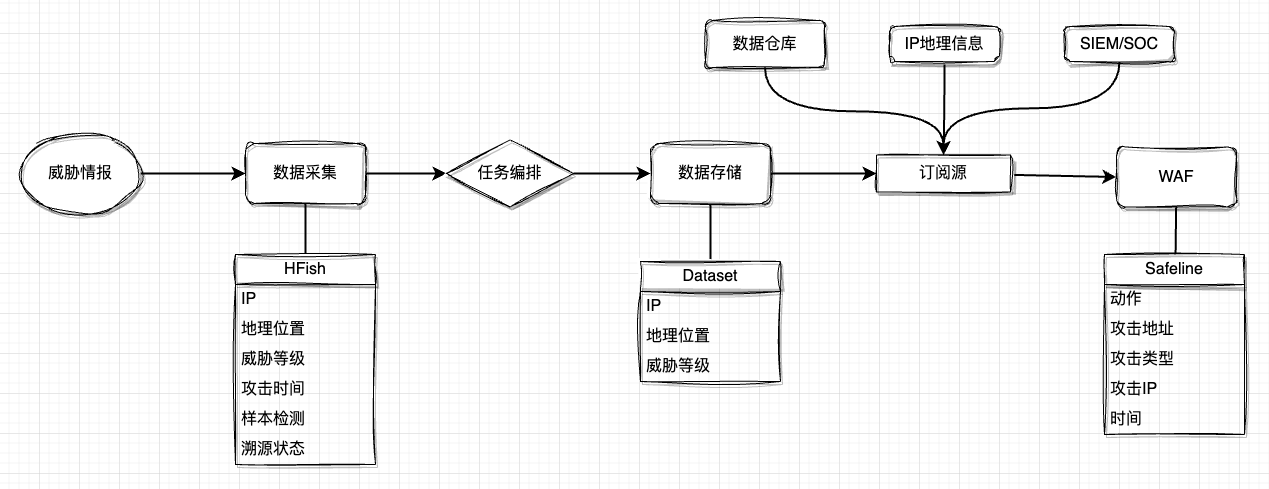 数据仓库
IP地理信息
SIEM/SOC
威胁情报
数据采集
任务编排
数据存储
订阅源
WAF
HFish
IP
地理位置
威胁等级
攻击时间
样本检测
溯源状态
Dataset
IP
地理位置
威胁等级
Safeline
动作
攻击地址
攻击类型
攻击IP
时间